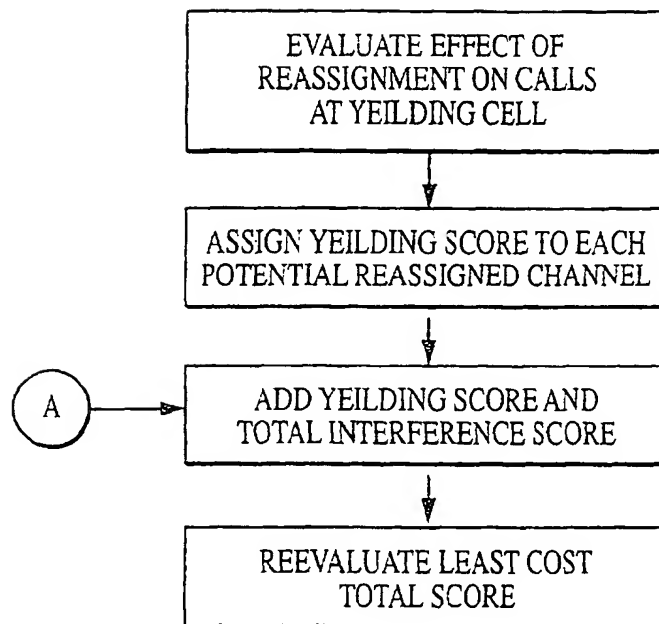 EVALUATE EFFECT OF
REASSIGNMENT ON CALLS
AT YEILDING CELL
ASSIGN YEILDING SCORE TO EACH
POTENTIAL REASSIGNED CHANNEL
A
ADD YEILDING SCORE AND
TOTAL INTERFERENCE SCORE
REEVALUATE LEAST COST
TOTAL SCORE